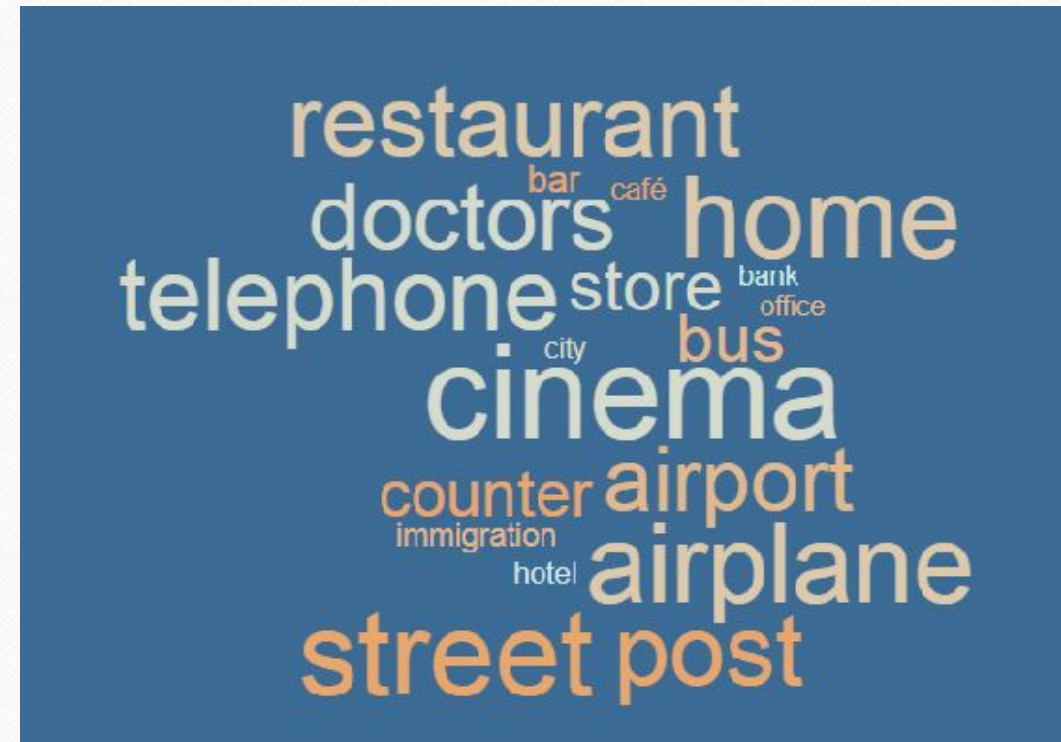 restaurant
bar café
doctors home
telephone store bank
office
city bus
cinema
counter airport
immigration
hotel airplane
street post